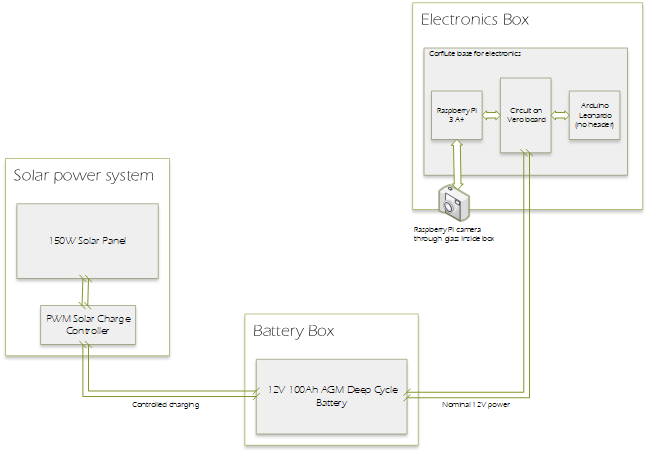 Electronics Box
Corflute base for electronics
Raspberry Pi
3 A+
Circuit on
Vero board
Arduino
Leonardo
(no header)
Raspberry Pi camera
through glass inside box
Solar power system
150W Solar Panel
PWM Solar Charge
Controller
Battery Box
12V 100Ah AGM Deep Cycle
Battery
Controlled charging
Nominal 12V power